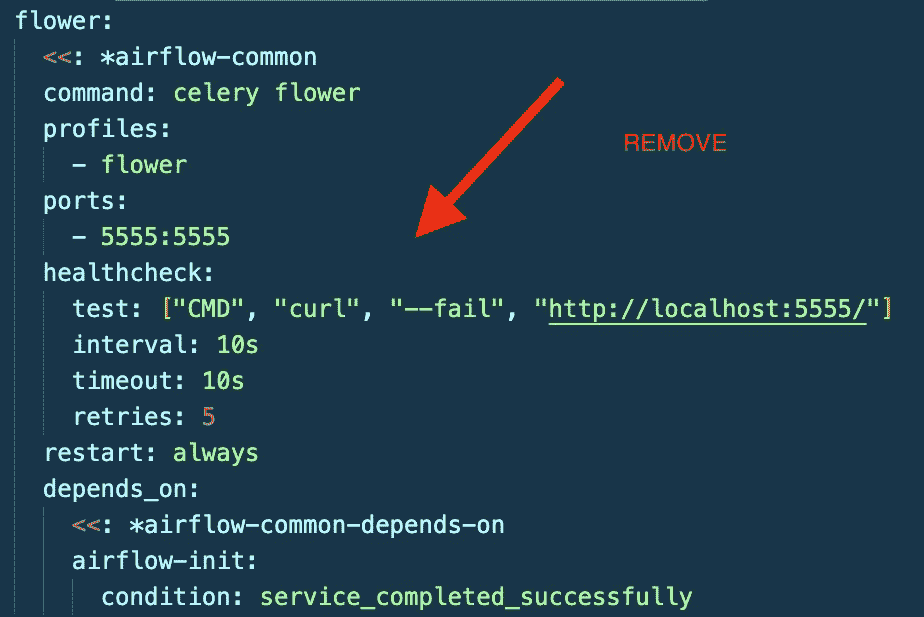 flower:
  <<: *airflow-common
  command: celery flower
  profiles:
    - flower
  ports:
    - 5555:5555
  healthcheck:
    test: ["CMD", "curl", "--fail", "http://localhost:5555/"]
    interval: 10s
    timeout: 10s
    retries: 5
  restart: always
  depends_on:
    <<: *airflow-common-depends-on
    airflow-init:
      condition: service_completed_successfully
REMOVE